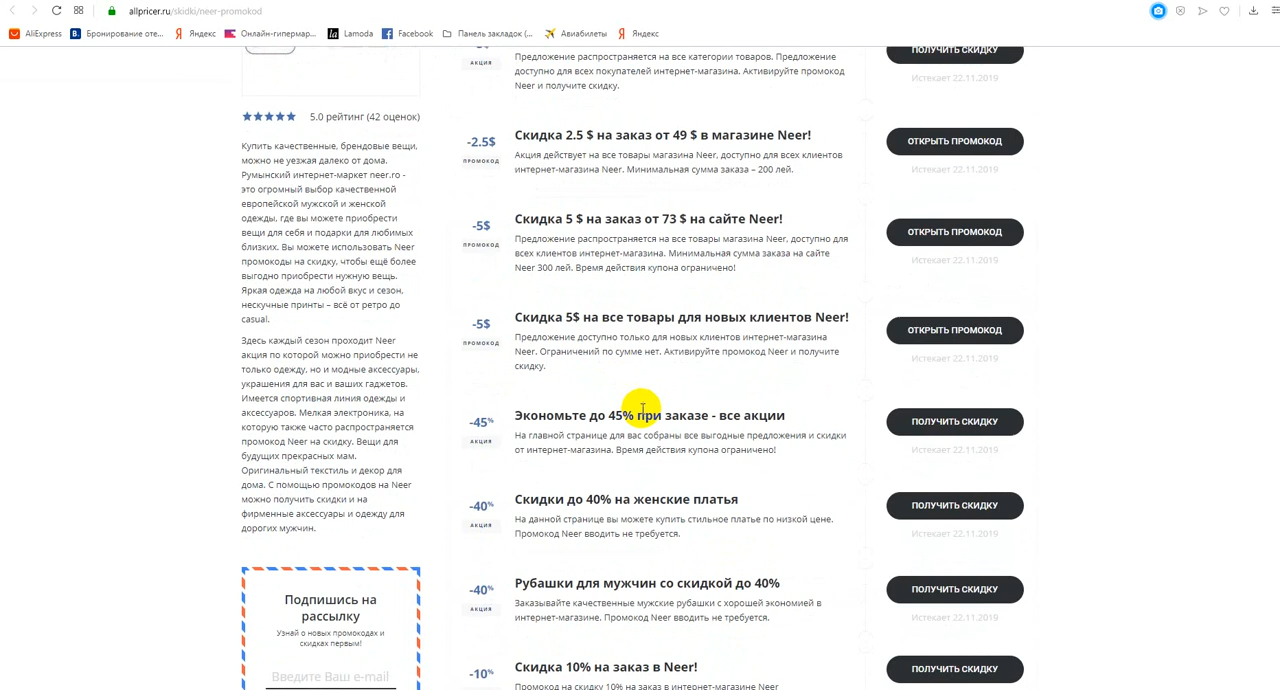 allpricer.ru/skidki/neer-promokod
AliExpress
Бронирование оте...
Яндекс
Онлайн-гипермар...
Lamoda
Facebook
Панель закладок (...
Авиабилеты
Яндекс
5.0 рейтинг (42 оценок)
Купить качественные, брендовые вещи,
можно не уезжая далеко от дома.
Румынский интернет-маркет neer.ro -
это огромный выбор качественной
европейской мужской и женской
одежды, где вы можете приобрести
вещи для себя и подарки для любимых
близких. Вы можете использовать Neer
промокоды на скидку, чтобы ещё более
выгодно приобрести нужную вещь.
Яркая одежда на любой вкус и сезон,
нескучные принты – всё от ретро до
casual.
Здесь каждый сезон проходит Neer
акция по которой можно приобрести не
только одежду, но и модные аксессуары,
украшения для вас и ваших гаджетов.
Имеется спортивная линия одежды и
аксессуаров. Мелкая электроника, на
которую также часто распространяется
промокод Neer на скидку. Вещи для
будущих прекрасных мам.
Оригинальный текстиль и декор для
дома. С помощью промокодов на Neer
можно получить скидки и на
фирменные аксессуары и одежду для
дорогих мужчин.
Подпишись на
рассылку
Узнай о новых промокодах и
скидках первым!
Введите Ваш e-mail
АКЦИЯ
Предложение распространяется на все категории товаров. Предложение
доступно для всех покупателей интернет-магазина. Активируйте промокод
Neer и получите скидку.
ПОЛУЧИТЬ СКИДКУ
Истекает 22.11.2019
-2.5$
ПРОМОКОД
Скидка 2.5 $ на заказ от 49 $ в магазине Neer!
Акция действует на все товары магазина Neer, доступно для всех клиентов
интернет-магазина Neer. Минимальная сумма заказа – 200 лей.
ОТКРЫТЬ ПРОМОКОД
Истекает 22.11.2019
-5$
ПРОМОКОД
Скидка 5 $ на заказ от 73 $ на сайте Neer!
Предложение распространяется на все товары магазина Neer, доступно для
всех клиентов интернет-магазина. Минимальная сумма заказа на сайте
Neer 300 лей. Время действия купона ограничено!
ОТКРЫТЬ ПРОМОКОД
Истекает 22.11.2019
-5$
ПРОМОКОД
Скидка 5$ на все товары для новых клиентов Neer!
Предложение доступно только для новых клиентов интернет-магазина
Neer. Ограничений по сумме нет. Активируйте промокод Neer и получите
скидку.
ОТКРЫТЬ ПРОМОКОД
Истекает 22.11.2019
-45%
АКЦИЯ
Экономьте до 45% при заказе - все акции
На главной странице для вас собраны все выгодные предложения и скидки
от интернет-магазина. Время действия купона ограничено!
ПОЛУЧИТЬ СКИДКУ
Истекает 22.11.2019
-40%
АКЦИЯ
Скидки до 40% на женские платья
На данной странице вы можете купить стильное платье по низкой цене.
Промокод Neer вводить не требуется.
ПОЛУЧИТЬ СКИДКУ
Истекает 22.11.2019
-40%
АКЦИЯ
Рубашки для мужчин со скидкой до 40%
Заказывайте качественные мужские рубашки с хорошей экономией в
интернет-магазине. Промокод Neer вводить не требуется.
ПОЛУЧИТЬ СКИДКУ
Истекает 22.11.2019
-10%
Скидка 10% на заказ в Neer!
Промокод на скидку 10% на заказ в интернет-магазине Neer
ПОЛУЧИТЬ СКИДКУ